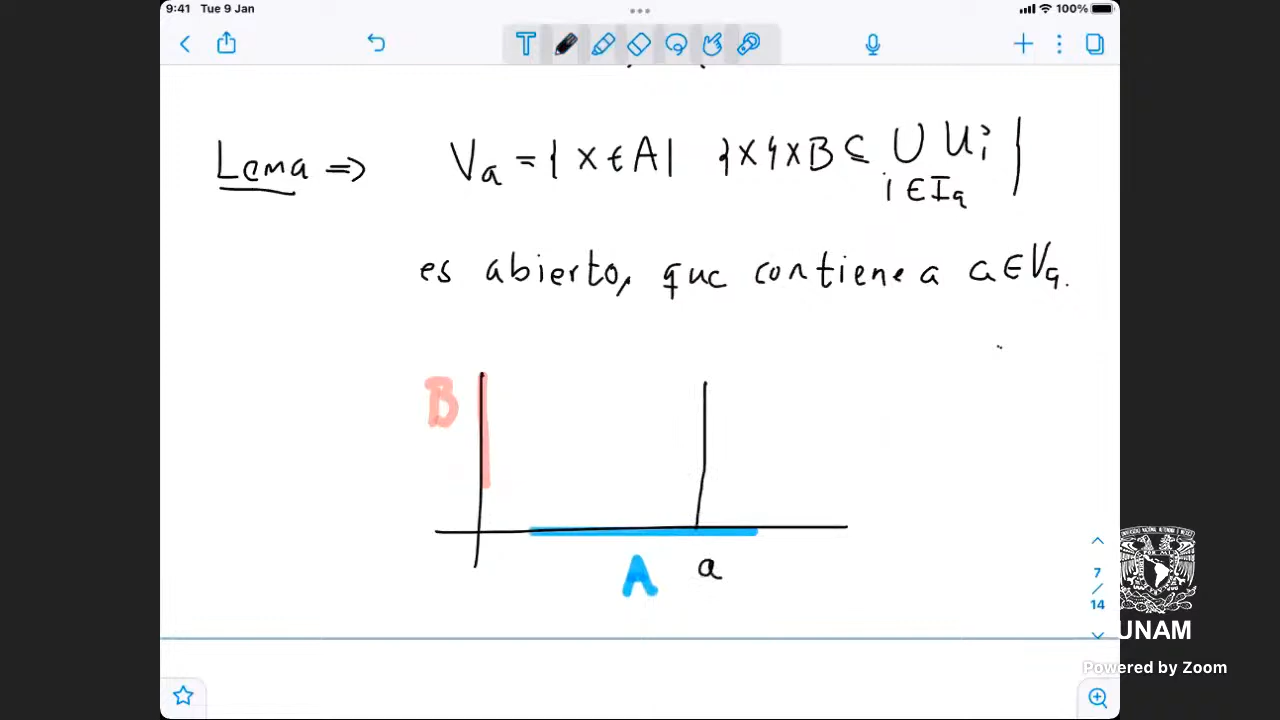 9:41 Tue 9 Jan
100%
T
Lema ⇒ V_a = { x ∈ A | {x} × B ⊆ ⋃_{i ∈ I_a} U_i }
es abierto, que contiene a a ∈ V_a.
B
A a
7
/
14
UNAM
Powered by Zoom